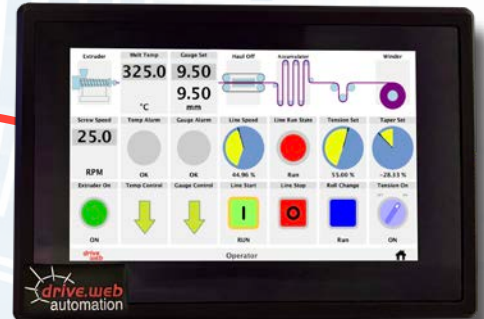 Extruder Melt Temp Gauge Set Haul Off Accumulator Winder
325.0 9.50
9.50
°C mm
Screw Speed Temp Alarm Gauge Alarm Line Speed Line Run State Tension Set Taper Set
25.0
RPM OK OK 44.96 % Run 55.00 % -28.33 %
Extruder On Temp Control Gauge Control Line Start Line Stop Roll Change Tension On
I O
ON RUN Run ON
drive.web Operator
drive.web
automation